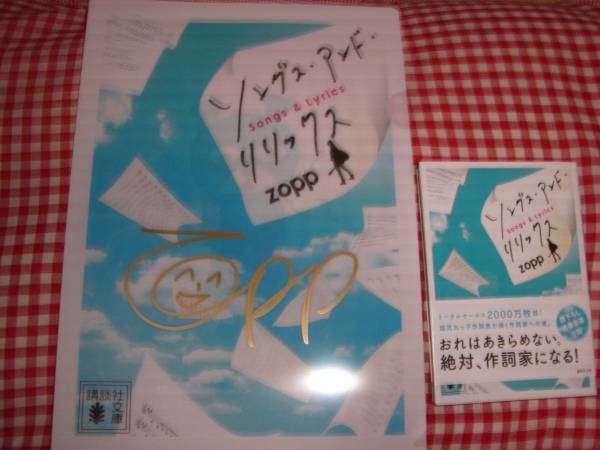 ソングス・アンド・
songs & Lyrics
リリックス
zopp
zopp
講談社
文庫
ソングス・アンド・
songs & Lyrics
リリックス
zopp
トータルセールス2000万枚超!
おれはあきらめない。
絶対、作詞家になる!